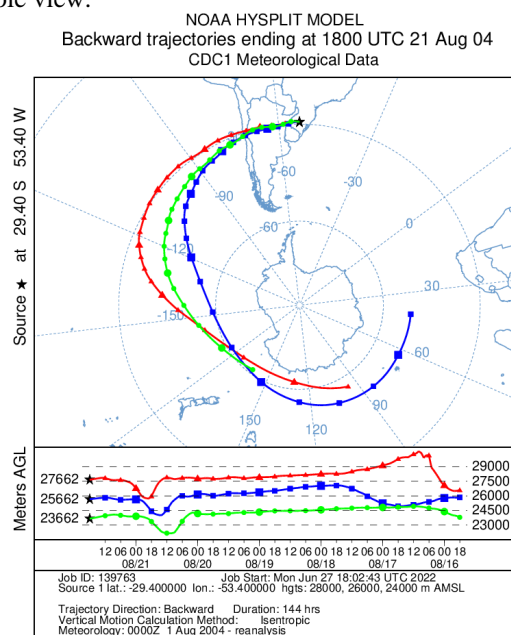 pic view.
NOAA HYSPLIT MODEL
Backward trajectories ending at 1800 UTC 21 Aug 04
CDC1 Meteorological Data
Source ★ at 29.40 S 53.40 W
-90
-60
-30
-60
0
-120
30
-150
60
150
90
120
Meters AGL
27662
25662
23662
29000
27500
26000
24500
23000
12 06 00 18 12 06 00 18 12 06 00 18 12 06 00 18 12 06 00 18 12 06 00 18
08/21 08/20 08/19 08/18 08/17 08/16
Job ID: 139763 Job Start: Mon Jun 27 18:02:43 UTC 2022
Source 1 lat.: -29.400000 lon.: -53.400000 hgts: 28000, 26000, 24000 m AMSL
Trajectory Direction: Backward Duration: 144 hrs
Vertical Motion Calculation Method: Isentropic
Meteorology: 0000Z 1 Aug 2004 - reanalysis